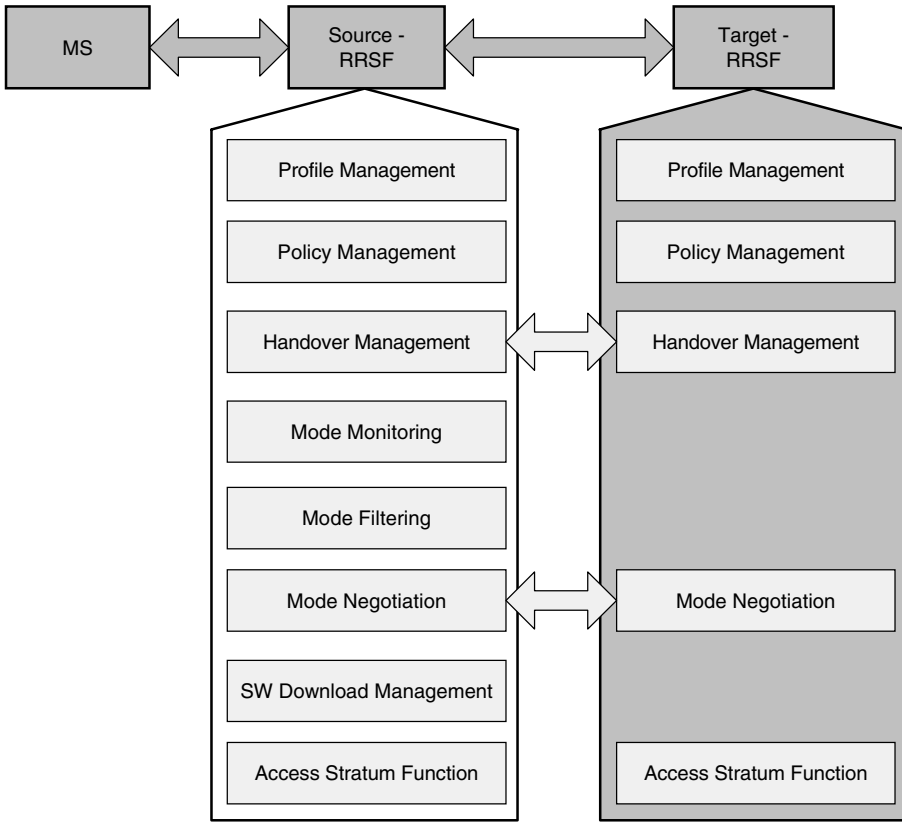 MS
Source -
RRSF
Target -
RRSF
Profile Management
Policy Management
Handover Management
Mode Monitoring
Mode Filtering
Mode Negotiation
SW Download Management
Access Stratum Function
Profile Management
Policy Management
Handover Management
Mode Negotiation
Access Stratum Function